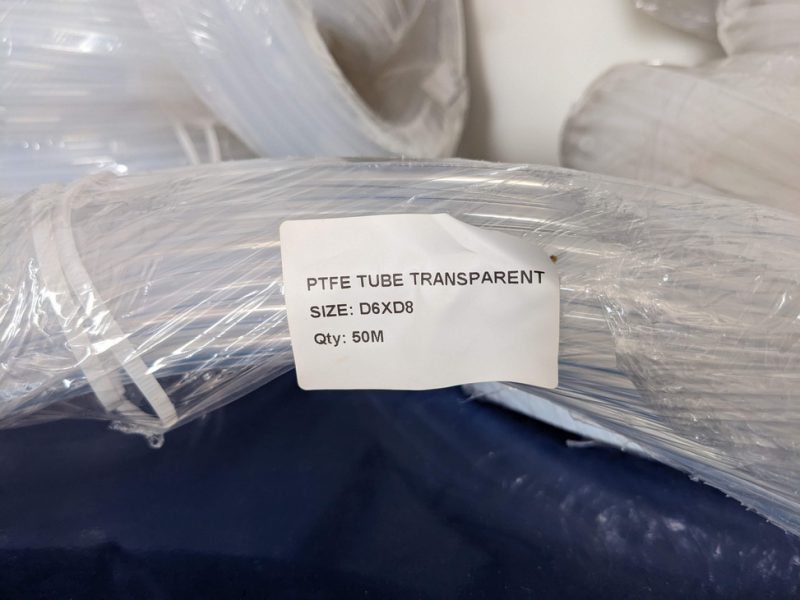 PTFE TUBE TRANSPARENT
SIZE: D6XD8
Qty: 50M